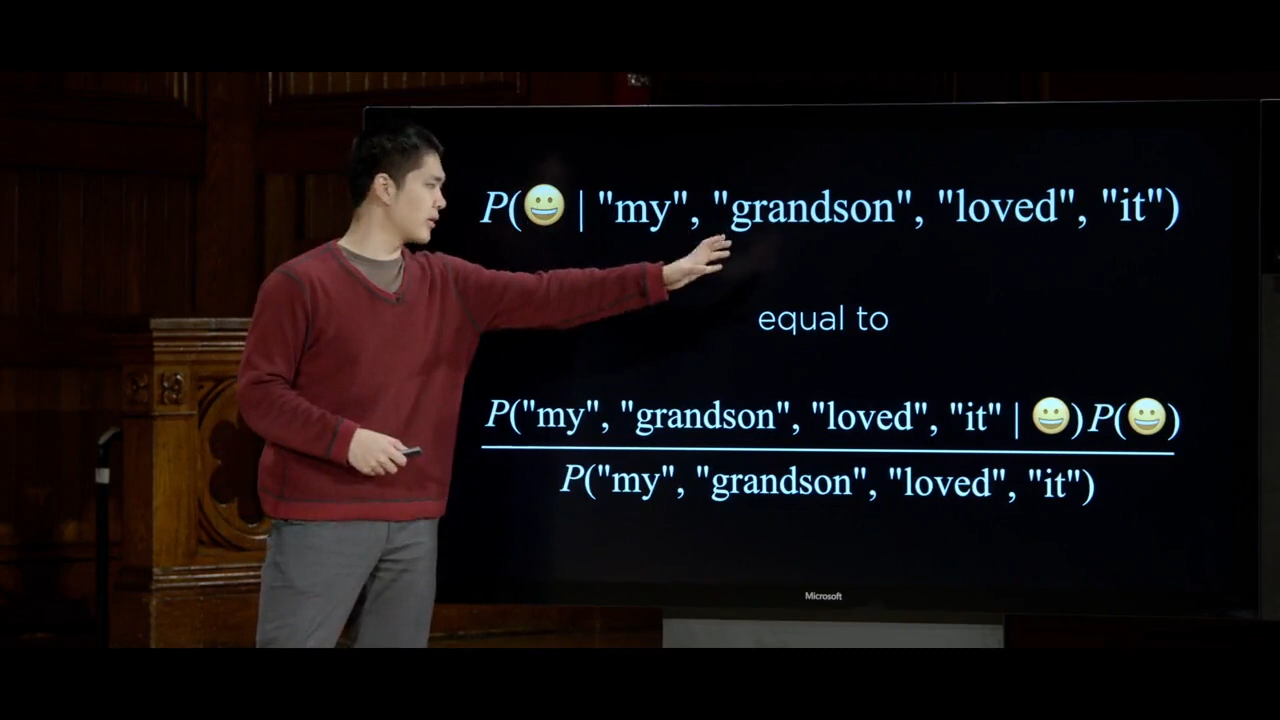 P(😀 | "my", "grandson", "loved", "it")
equal to
P("my", "grandson", "loved", "it" | 😀) P(😀)
P("my", "grandson", "loved", "it")
Microsoft